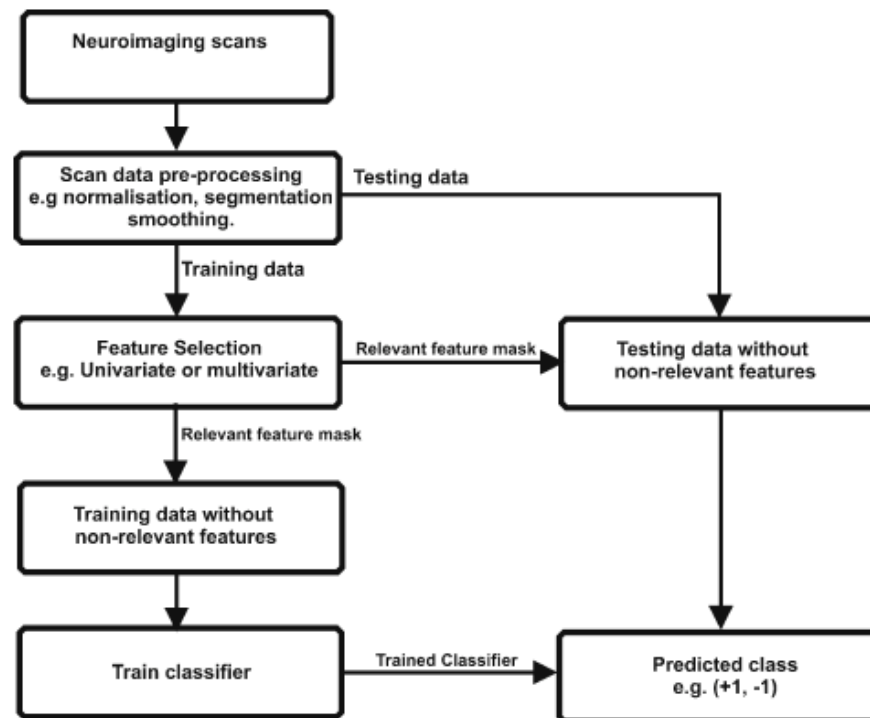 Neuroimaging scans
Scan data pre-processing
e.g normalisation, segmentation
smoothing.
Testing data
Training data
Feature Selection
e.g. Univariate or multivariate
Relevant feature mask
Testing data without
non-relevant features
Relevant feature mask
Training data without
non-relevant features
Train classifier
Trained Classifier
Predicted class
e.g. (+1, -1)